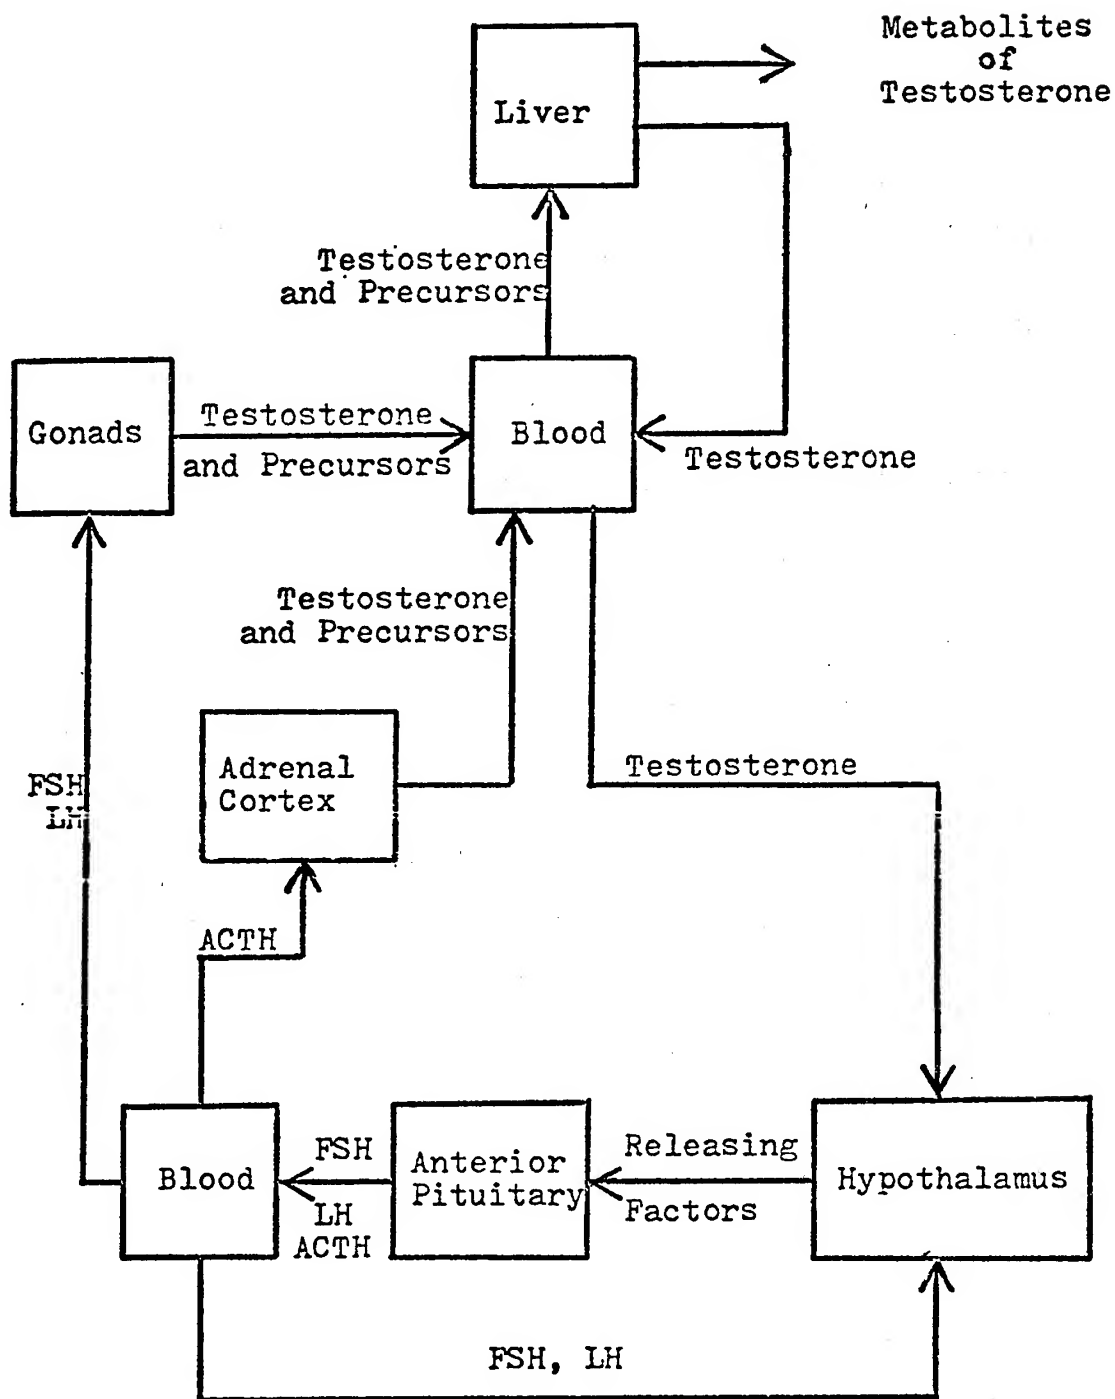 Metabolites
of
Testosterone
Liver
Testosterone
and Precursors
Gonads
Testosterone
and Precursors
Blood
Testosterone
Testosterone
and Precursors
Adrenal
Cortex
Testosterone
FSH
LH
ACTH
Blood
FSH
LH
ACTH
Anterior
Pituitary
Releasing
Factors
Hypothalamus
FSH, LH